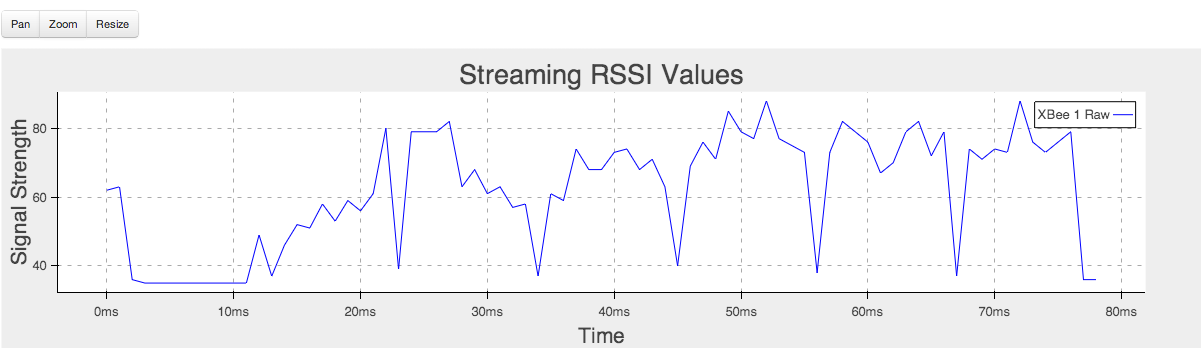 Pan Zoom Resize
Streaming RSSI Values
XBee 1 Raw
Signal Strength
80
60
40
0ms 10ms 20ms 30ms 40ms 50ms 60ms 70ms 80ms
Time